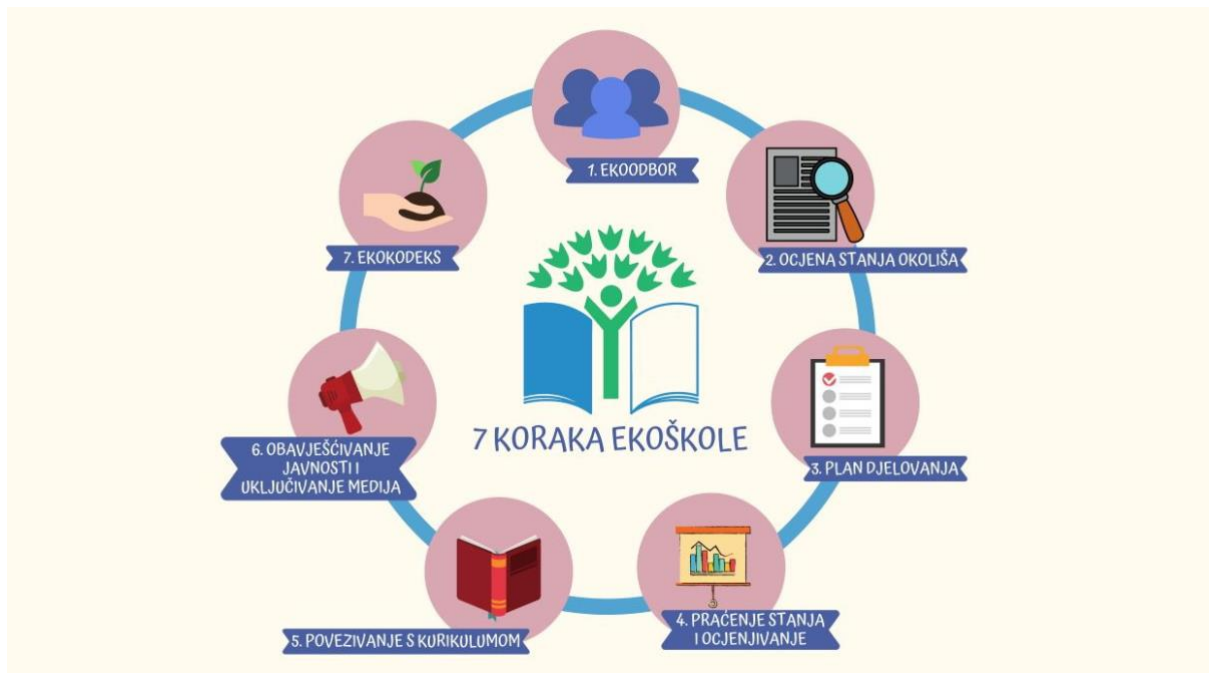 1. EKOODBOR
2. OCJENA STANJA OKOLIŠA
3. PLAN DJELOVANJA
4. PRAĆENJE STANJA
I OCJENJIVANJE
5. POVEZIVANJE S KURIKULUMOM
6. OBAVJEŠĆIVANJE
JAVNOSTI I
UKLJUČIVANJE MEDIJA
7. EKOKODEKS
7 KORAKA EKOŠKOLE